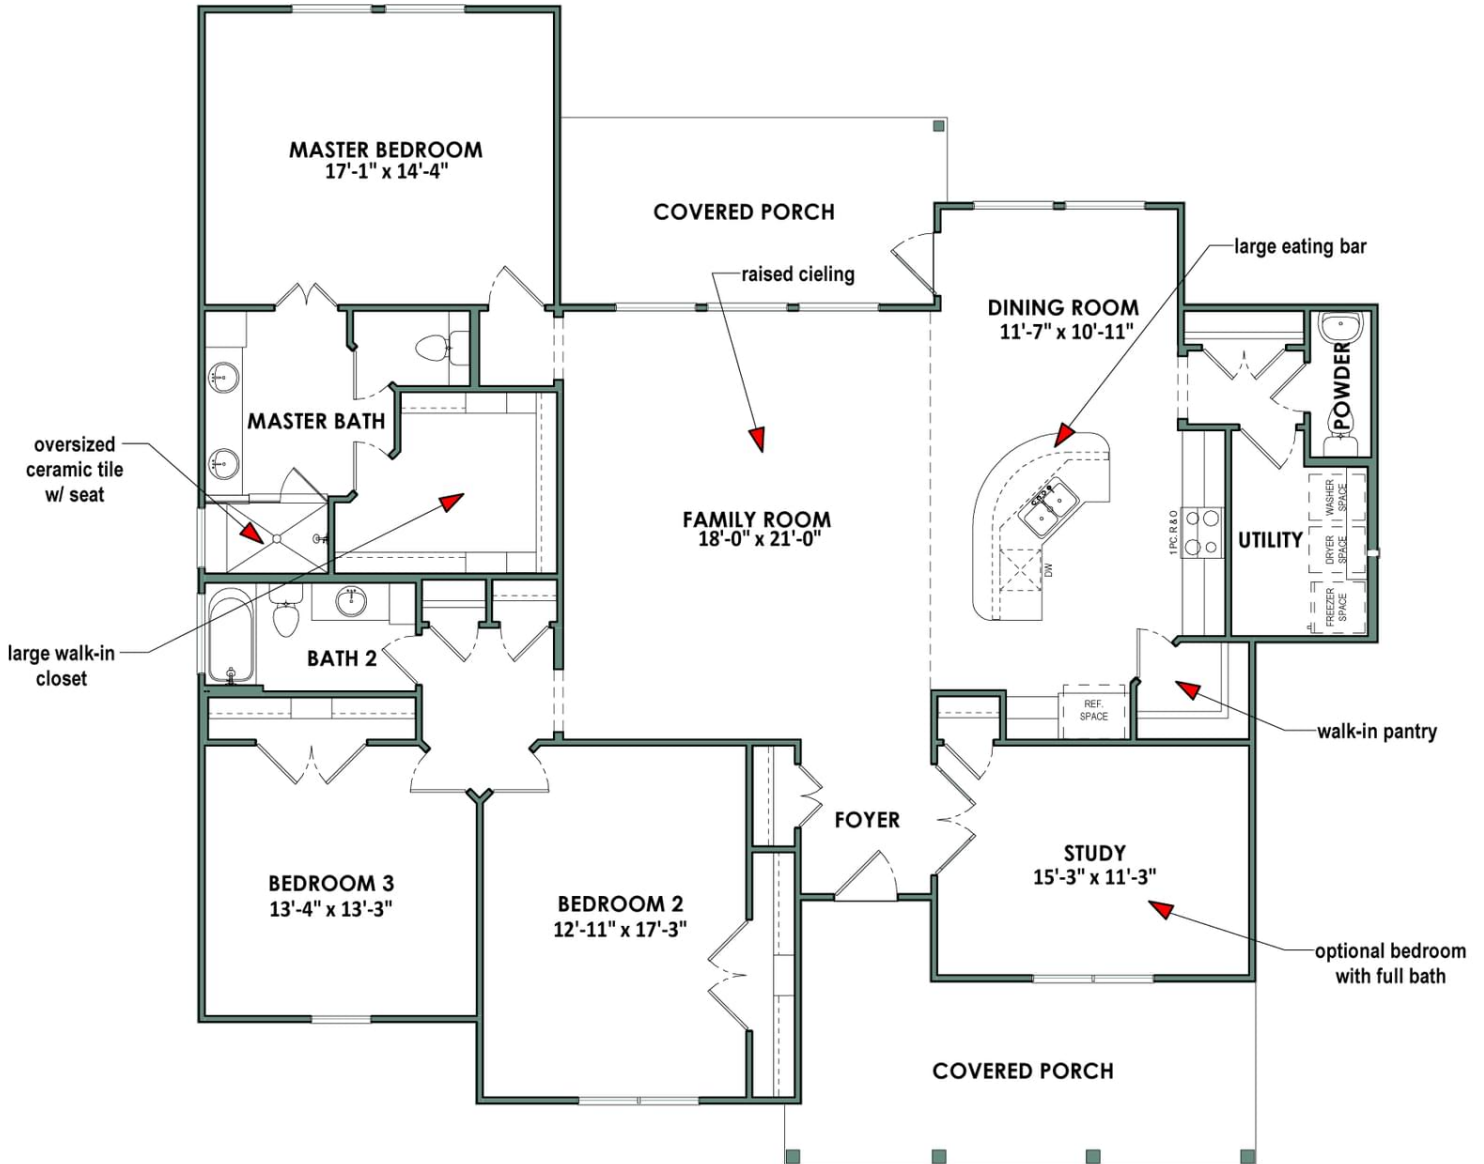 MASTER BEDROOM
17'-1" x 14'-4"
COVERED PORCH
raised cieling
large eating bar
DINING ROOM
11'-7" x 10'-11"
POWDER
MASTER BATH
oversized
ceramic tile
w/ seat
FAMILY ROOM
18'-0" x 21'-0"
DW
1 PC. R & O
UTILITY
WASHER
SPACE
DRYER
SPACE
FREEZER
SPACE
large walk-in
closet
BATH 2
REF.
SPACE
walk-in pantry
FOYER
STUDY
15'-3" x 11'-3"
BEDROOM 3
13'-4" x 13'-3"
BEDROOM 2
12'-11" x 17'-3"
optional bedroom
with full bath
COVERED PORCH